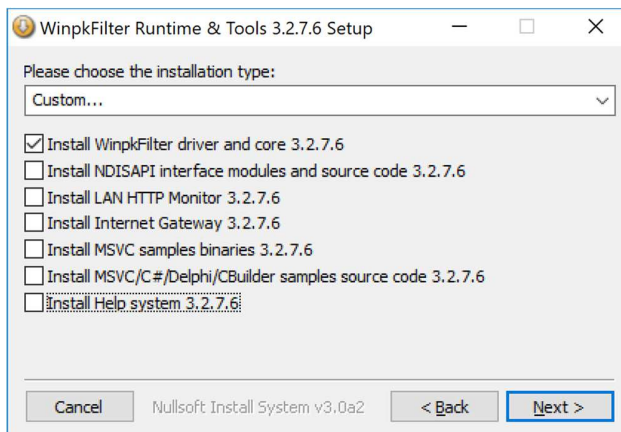 WinpkFilter Runtime & Tools 3.2.7.6 Setup
Please choose the installation type:
Custom...
Install WinpkFilter driver and core 3.2.7.6
Install NDISAPI interface modules and source code 3.2.7.6
Install LAN HTTP Monitor 3.2.7.6
Install Internet Gateway 3.2.7.6
Install MSVC samples binaries 3.2.7.6
Install MSVC/C#/Delphi/CBuilder samples source code 3.2.7.6
Install Help system 3.2.7.6
Cancel Nullsoft Install System v3.0a2 < Back Next >